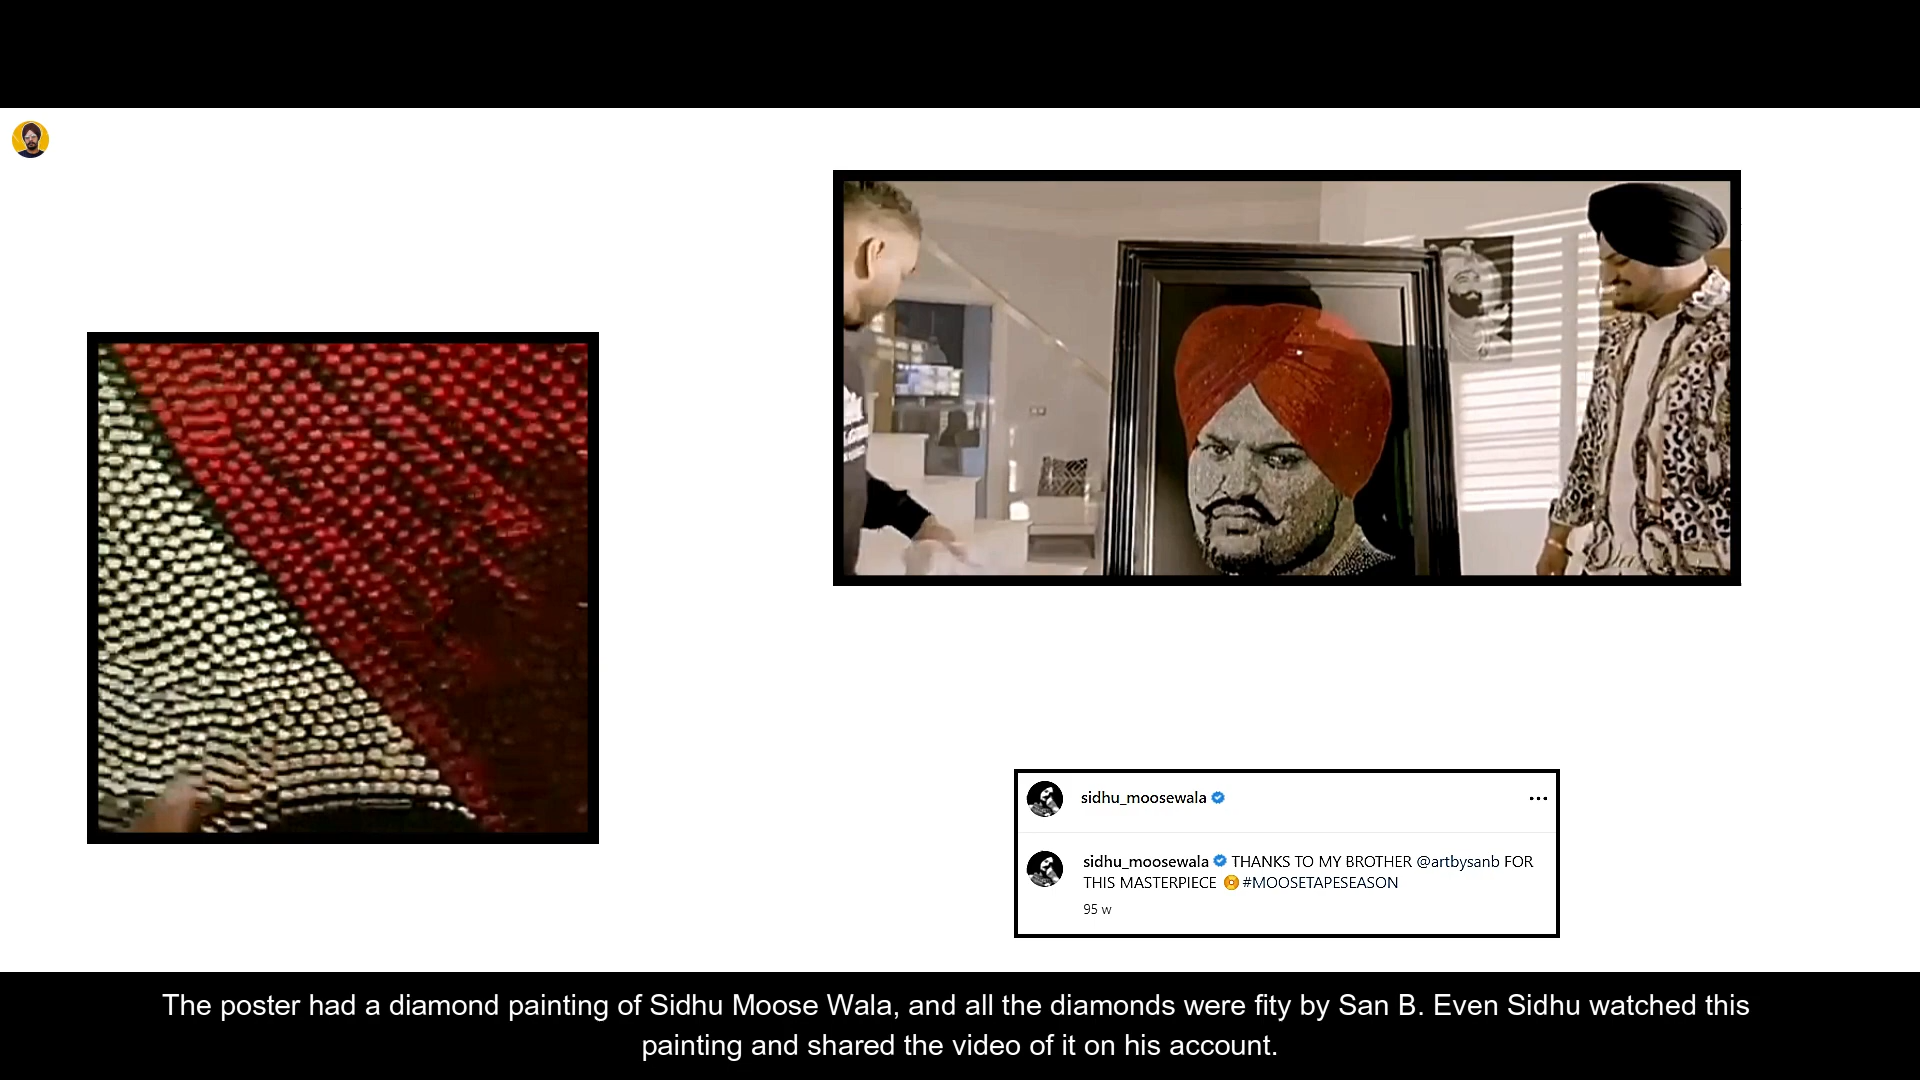 sidhu_moosewala
sidhu_moosewala THANKS TO MY BROTHER @artbysanb FOR
THIS MASTERPIECE #MOOSETAPESEASON
95 w
The poster had a diamond painting of Sidhu Moose Wala, and all the diamonds were fity by San B. Even Sidhu watched this
painting and shared the video of it on his account.